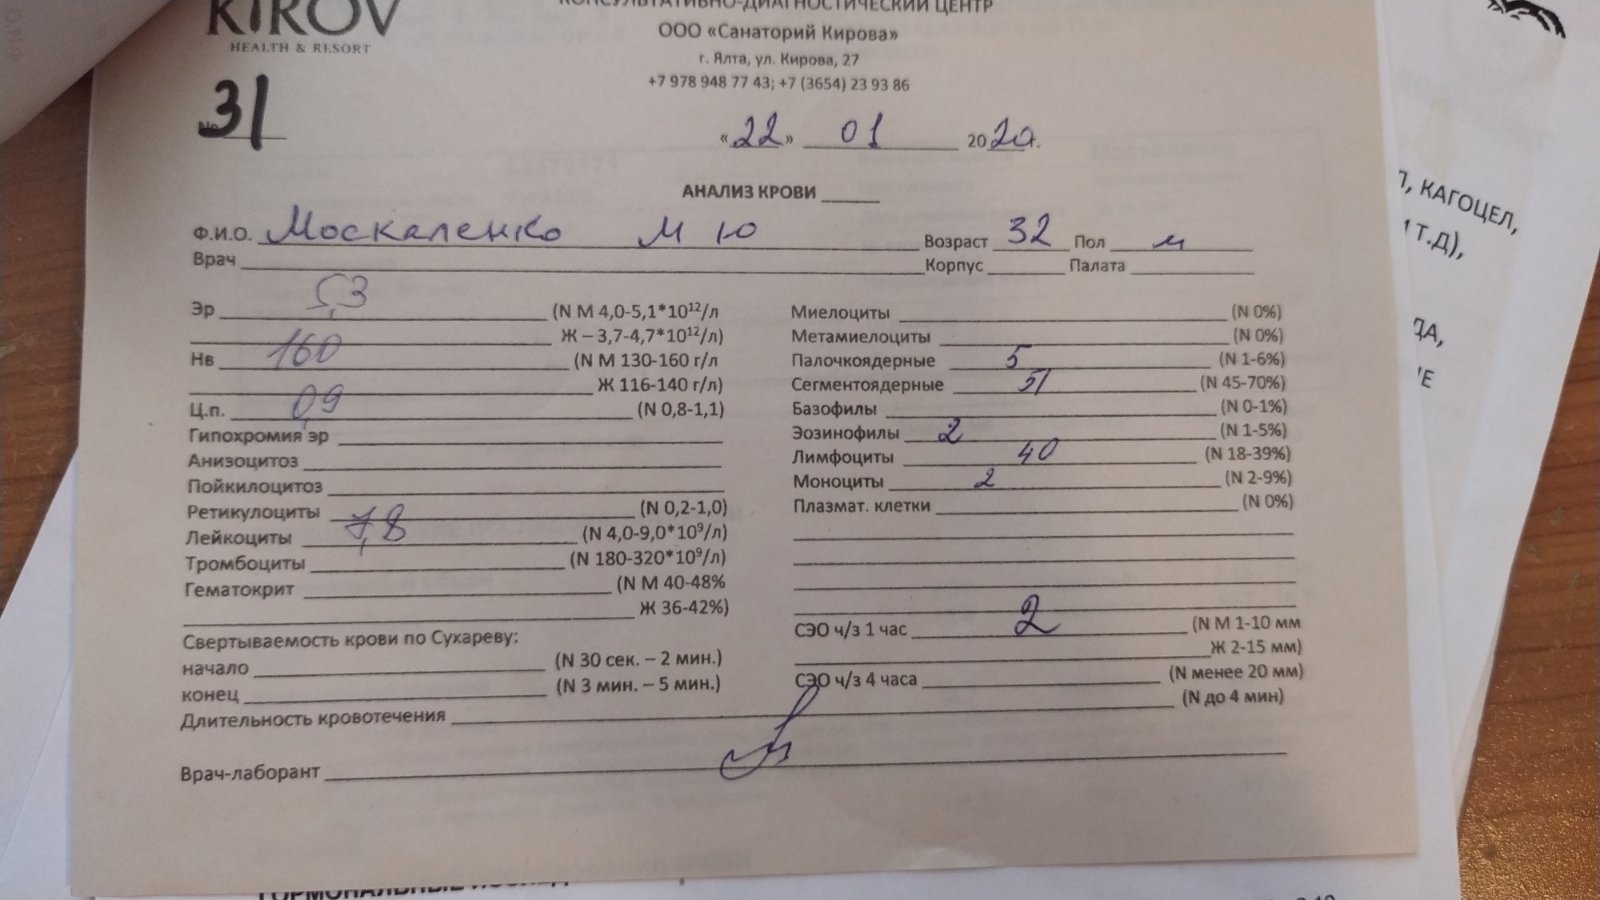 KIROV
HEALTH & RESORT
КОНСУЛЬТАТИВНО-ДИАГНОСТИЧЕСКИЙ ЦЕНТР
ООО «Санаторий Кирова»
г. Ялта, ул. Кирова, 27
+7 978 948 77 43; +7 (3654) 23 93 86
№ 31
«22» 01 2020г.
АНАЛИЗ КРОВИ
Ф.И.О. Москаленко М Ю Возраст 32 Пол м
Врач Корпус Палата
Эр 5,3 (N М 4,0-5,1*10¹²/л
Ж – 3,7-4,7*10¹²/л)
Нв 160 (N М 130-160 г/л
Ж 116-140 г/л)
Ц.п. 0,9 (N 0,8-1,1)
Гипохромия эр
Анизоцитоз
Пойкилоцитоз
Ретикулоциты (N 0,2-1,0)
Лейкоциты 7,8 (N 4,0-9,0*10⁹/л)
Тромбоциты (N 180-320*10⁹/л)
Гематокрит (N М 40-48%
Ж 36-42%)
Свертываемость крови по Сухареву:
начало (N 30 сек. – 2 мин.)
конец (N 3 мин. – 5 мин.)
Миелоциты (N 0%)
Метамиелоциты (N 0%)
Палочкоядерные 5 (N 1-6%)
Сегментоядерные 51 (N 45-70%)
Базофилы (N 0-1%)
Эозинофилы 2 (N 1-5%)
Лимфоциты 40 (N 18-39%)
Моноциты 2 (N 2-9%)
Плазмат. клетки (N 0%)
СЭО ч/з 1 час 2 (N М 1-10 мм
Ж 2-15 мм)
СЭО ч/з 4 часа (N менее 20 мм)
Длительность кровотечения (N до 4 мин)
Врач-лаборант
КАГОЦЕЛ,
Т.Д),
ДА,